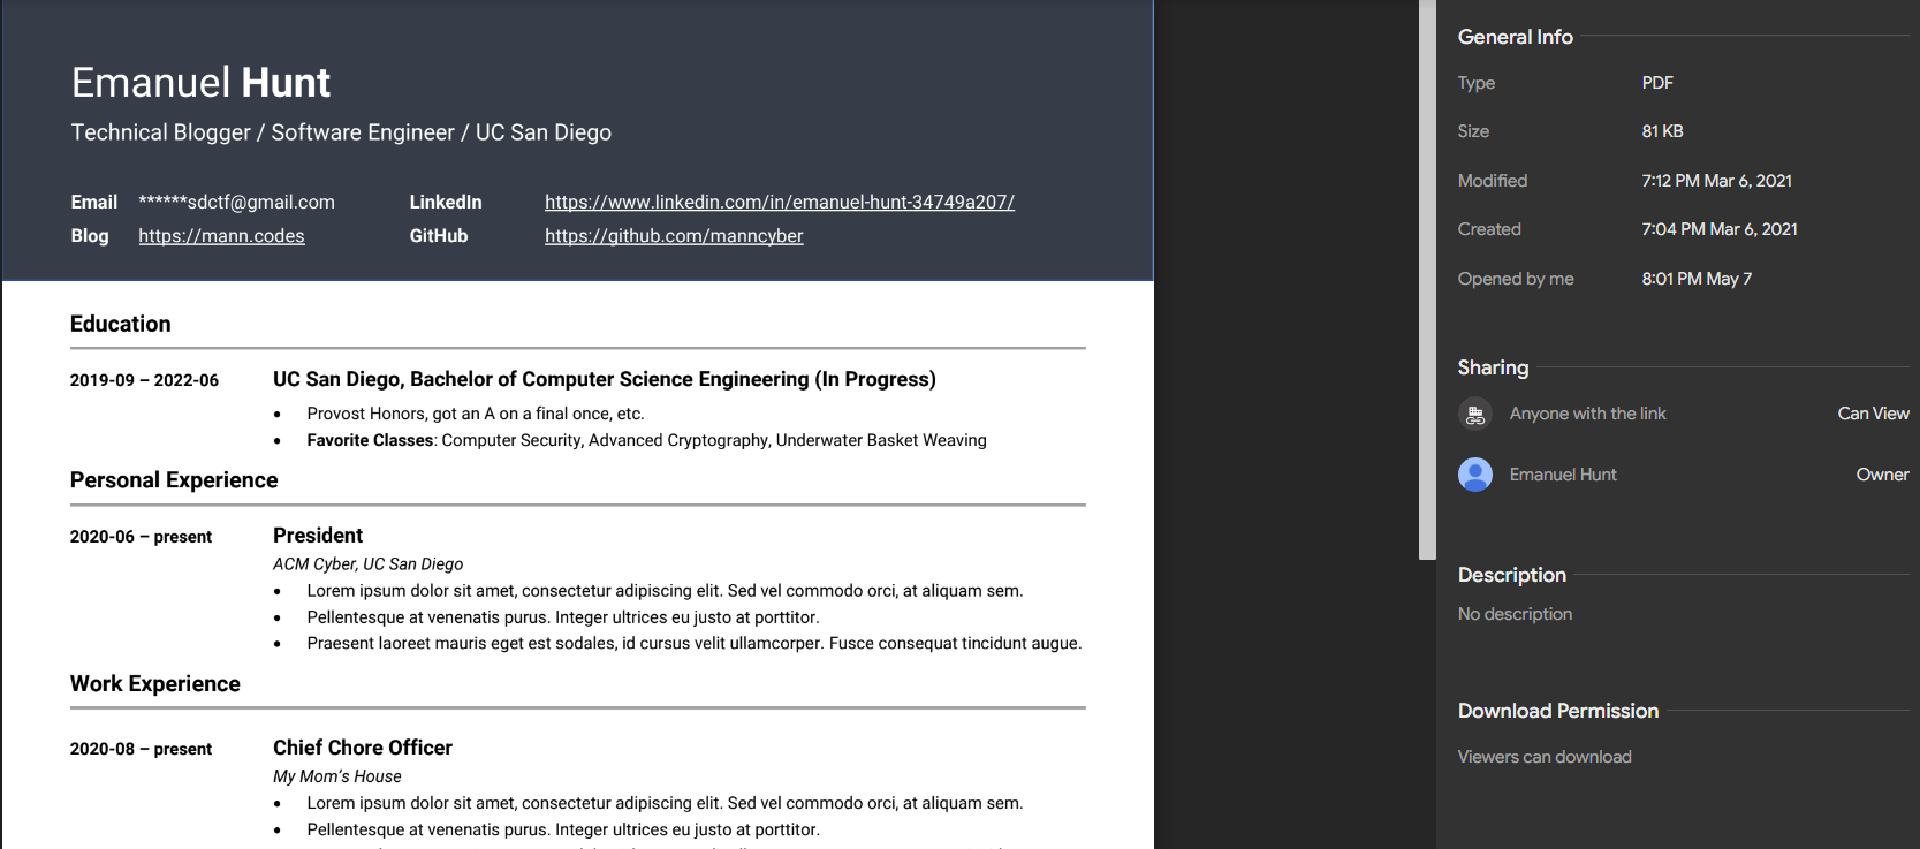 Emanuel Hunt
Technical Blogger / Software Engineer / UC San Diego
Email ******sdctf@gmail.com LinkedIn https://www.linkedin.com/in/emanuel-hunt-34749a207/
Blog https://mann.codes GitHub https://github.com/manncyber
Education
2019-09 – 2022-06 UC San Diego, Bachelor of Computer Science Engineering (In Progress)
• Provost Honors, got an A on a final once, etc.
• Favorite Classes: Computer Security, Advanced Cryptography, Underwater Basket Weaving
Personal Experience
2020-06 – present President
ACM Cyber, UC San Diego
• Lorem ipsum dolor sit amet, consectetur adipiscing elit. Sed vel commodo orci, at aliquam sem.
• Pellentesque at venenatis purus. Integer ultrices eu justo at porttitor.
• Praesent laoreet mauris eget est sodales, id cursus velit ullamcorper. Fusce consequat tincidunt augue.
Work Experience
2020-08 – present Chief Chore Officer
My Mom's House
• Lorem ipsum dolor sit amet, consectetur adipiscing elit. Sed vel commodo orci, at aliquam sem.
• Pellentesque at venenatis purus. Integer ultrices eu justo at porttitor.
General Info
Type PDF
Size 81 KB
Modified 7:12 PM Mar 6, 2021
Created 7:04 PM Mar 6, 2021
Opened by me 8:01 PM May 7
Sharing
Anyone with the link Can View
Emanuel Hunt Owner
Description
No description
Download Permission
Viewers can download